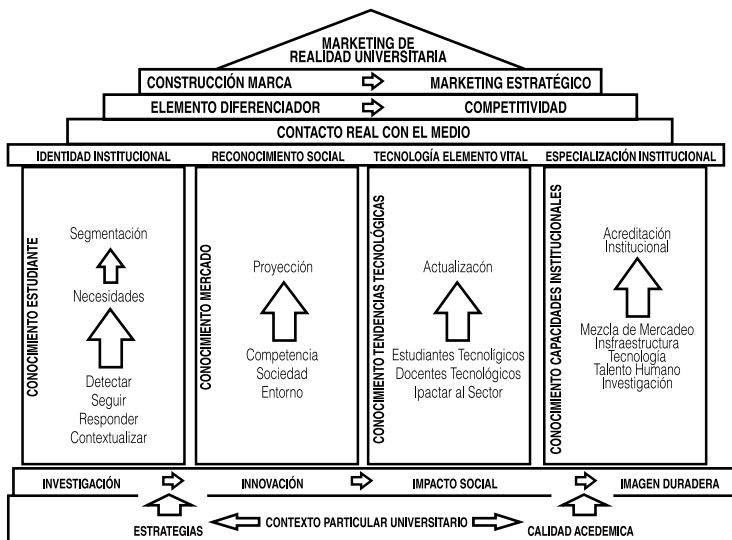 MARKETING DE
REALIDAD UNIVERSITARIA
CONSTRUCCIÓN MARCA MARKETING ESTRATÉGICO
ELEMENTO DIFERENCIADOR COMPETITIVIDAD
CONTACTO REAL CON EL MEDIO
IDENTIDAD INSTITUCIONAL RECONOCIMIENTO SOCIAL TECNOLOGÍA ELEMENTO VITAL ESPECIALIZACIÓN INSTITUCIONAL
CONOCIMIENTO ESTUDIANTE
Segmentación
Necesidades
Detectar
Seguir
Responder
Contextualizar
CONOCIMIENTO MERCADO
Proyección
Competencia
Sociedad
Entorno
CONOCIMIENTO TENDENCIAS TECNOLÓGICAS
Actualizacón
Estudiantes Tecnolígicos
Docentes Tecnológicos
Ipactar al Sector
CONOCIMIENTO CAPACIDADES INSTITUCIONALES
Acreditación
Institucional
Mezcla de Mercadeo
Insfraestructura
Tecnología
Talento Humano
Investigación
INVESTIGACIÓN INNOVACIÓN IMPACTO SOCIAL IMAGEN DURADERA
ESTRATEGIAS CONTEXTO PARTICULAR UNIVERSITARIO CALIDAD ACEDEMICA